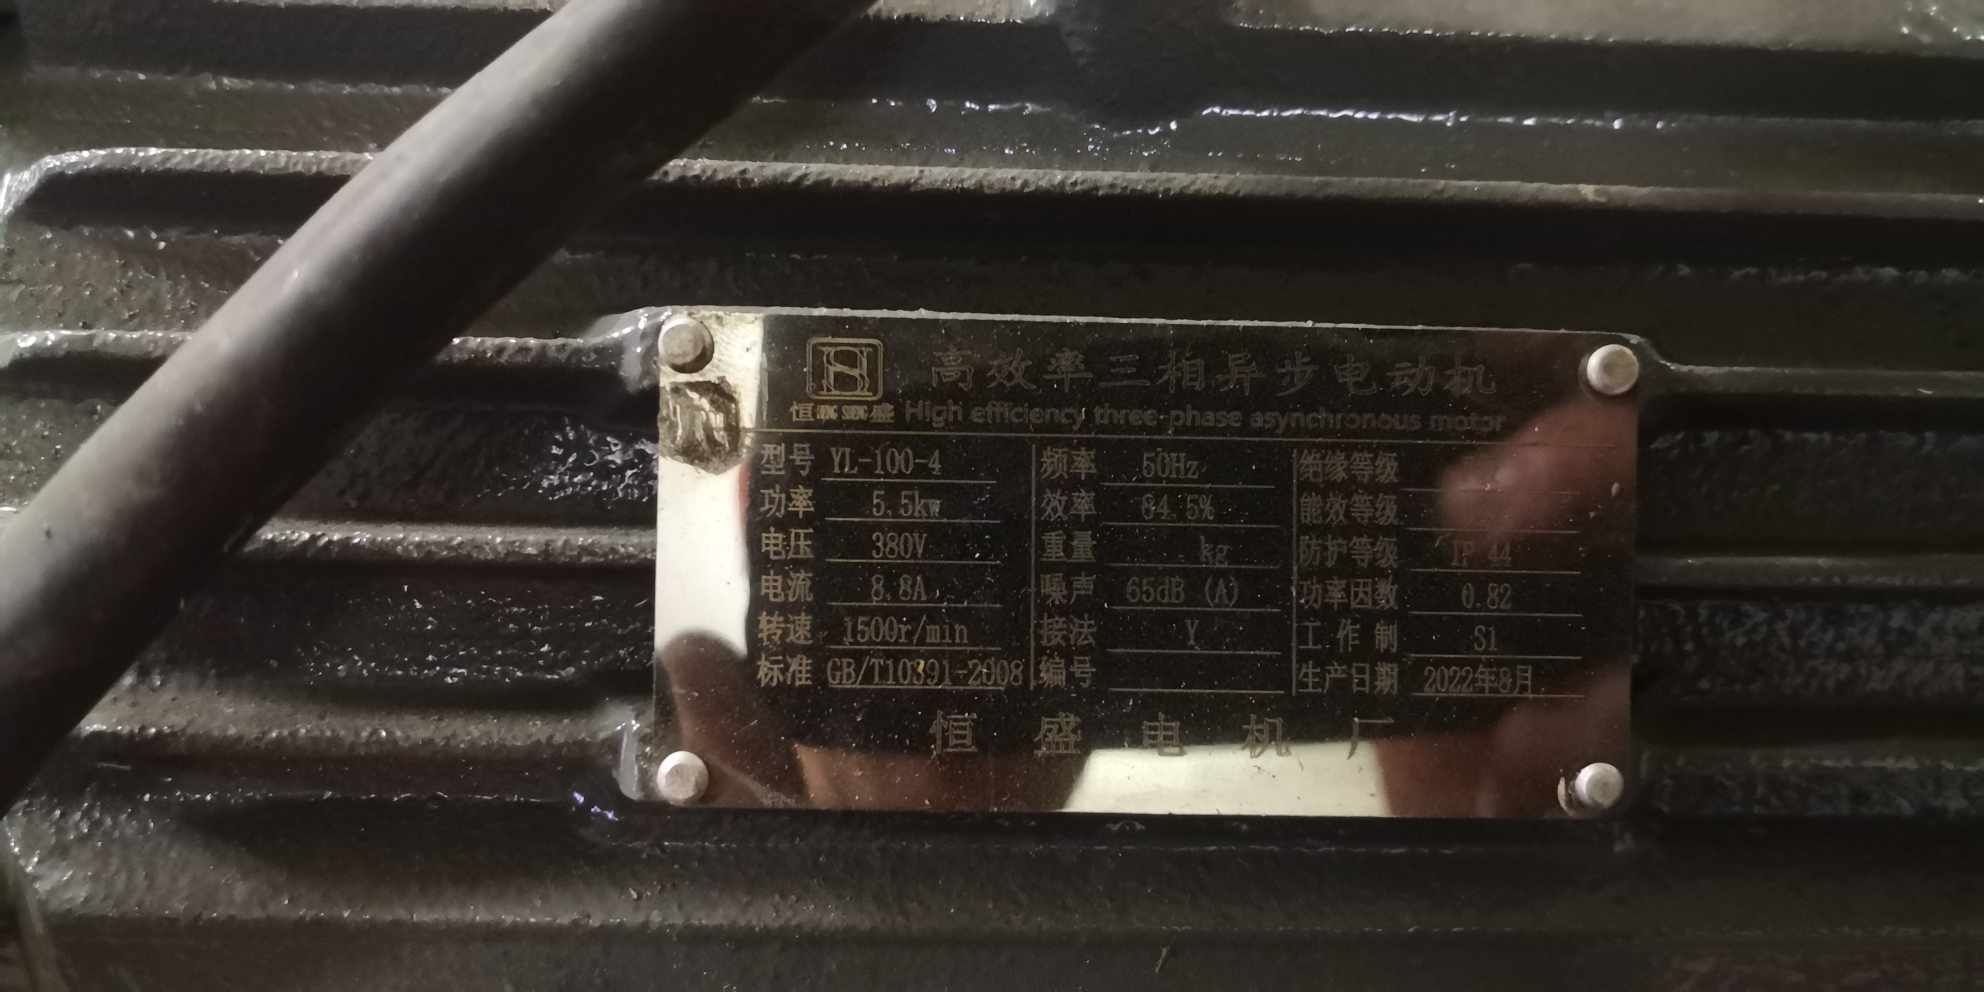 高效率三相异步电动机
恒 盛 High efficiency three-phase asynchronous motor
型号 YL-100-4 频率 50Hz 绝缘等级
功率 5.5kw 效率 84.5% 能效等级
电压 380V 重量 kg 防护等级 IP 44
电流 8.8A 噪声 65dB (A) 功率因数 0.82
转速 1500r/min 接法 Y 工作制 S1
标准 GB/T10391-2008 编号 生产日期 2022年8月
恒盛电机厂